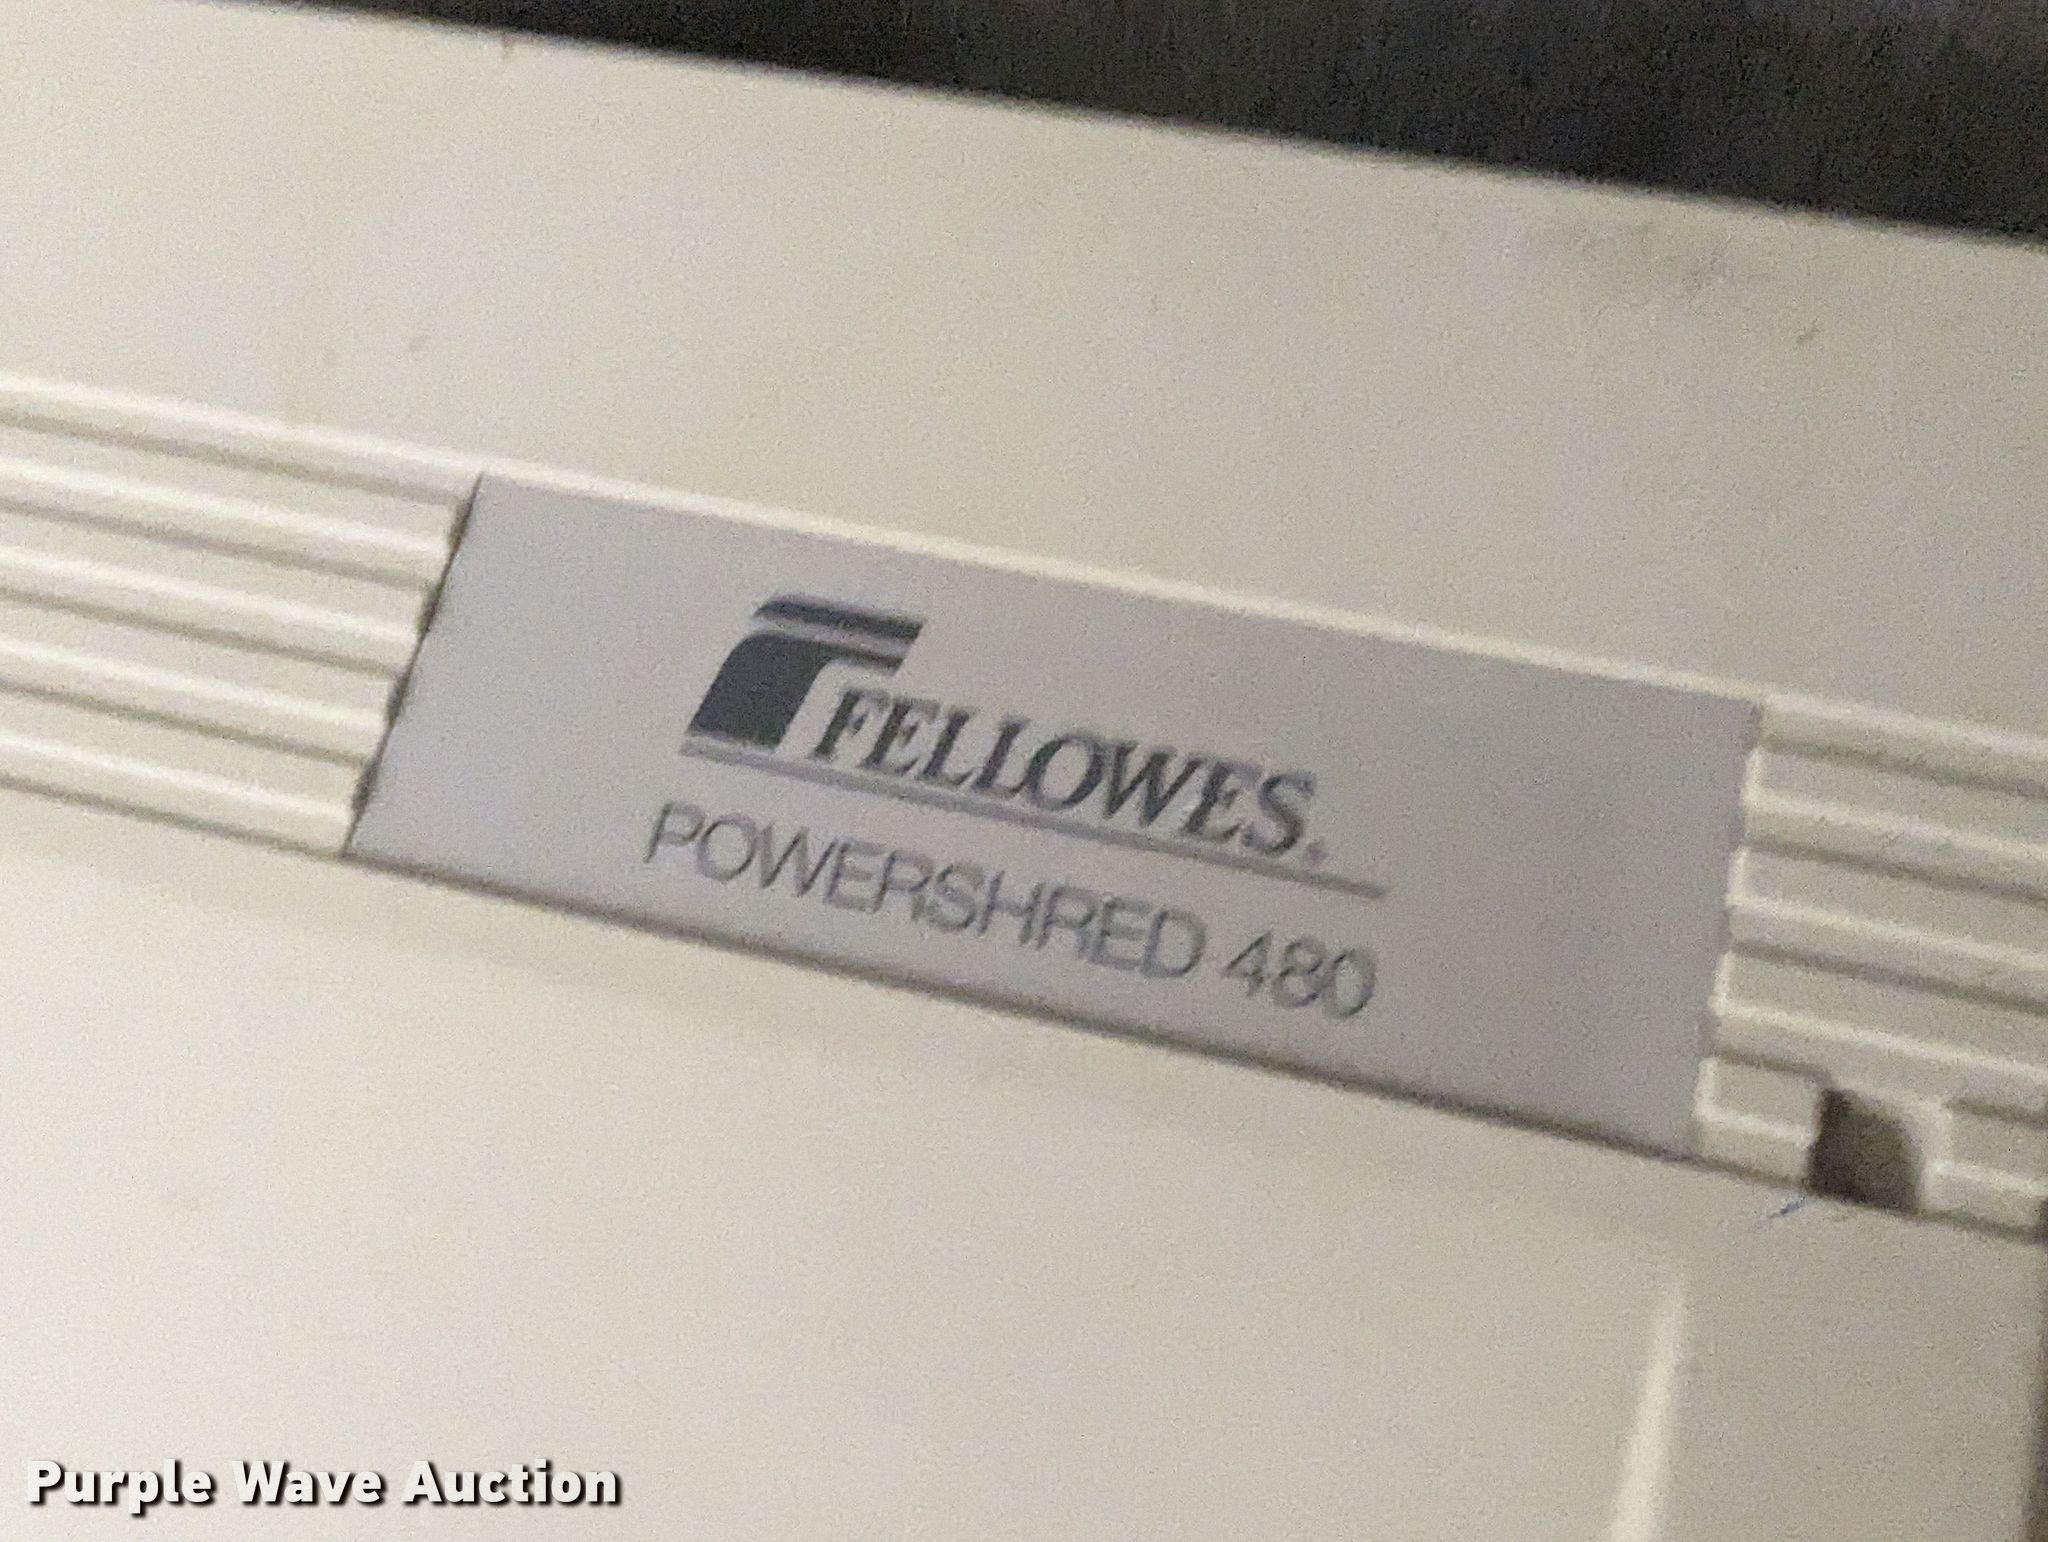 FELLOWES.
POWERSHRED 480
Purple Wave Auction